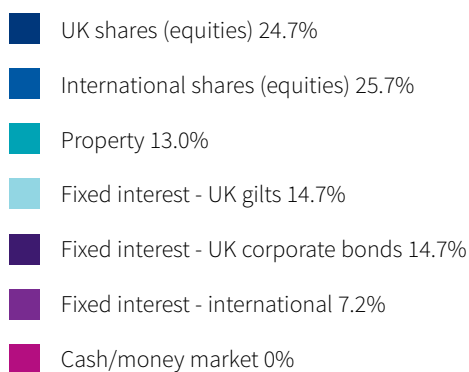 UK shares (equities) 24.7%
International shares (equities) 25.7%
Property 13.0%
Fixed interest - UK gilts 14.7%
Fixed interest - UK corporate bonds 14.7%
Fixed interest - international 7.2%
Cash/money market 0%